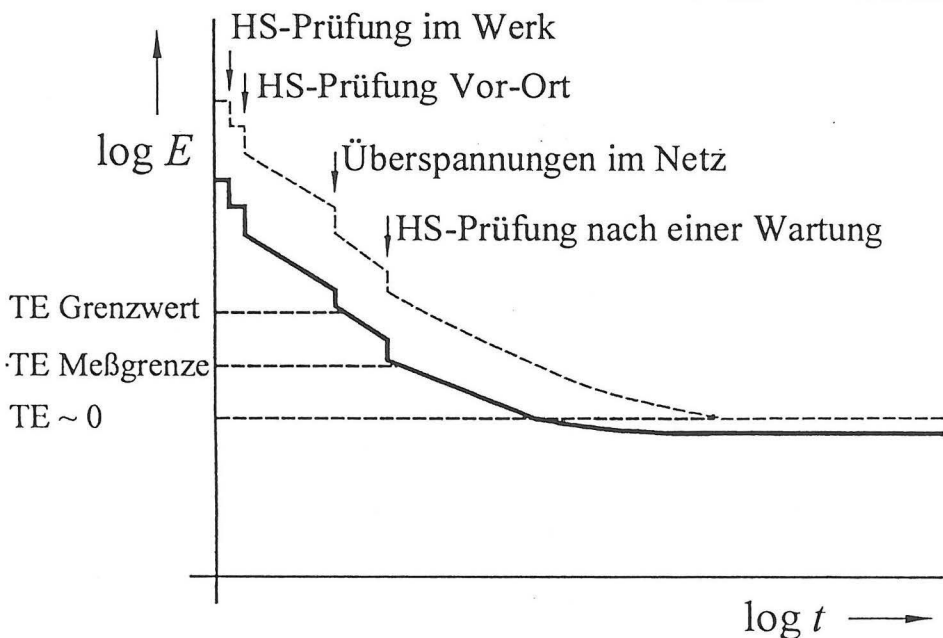 HS-Prüfung im Werk
HS-Prüfung Vor-Ort
log E
Überspannungen im Netz
HS-Prüfung nach einer Wartung
TE Grenzwert
TE Meßgrenze
TE ~ 0
log t